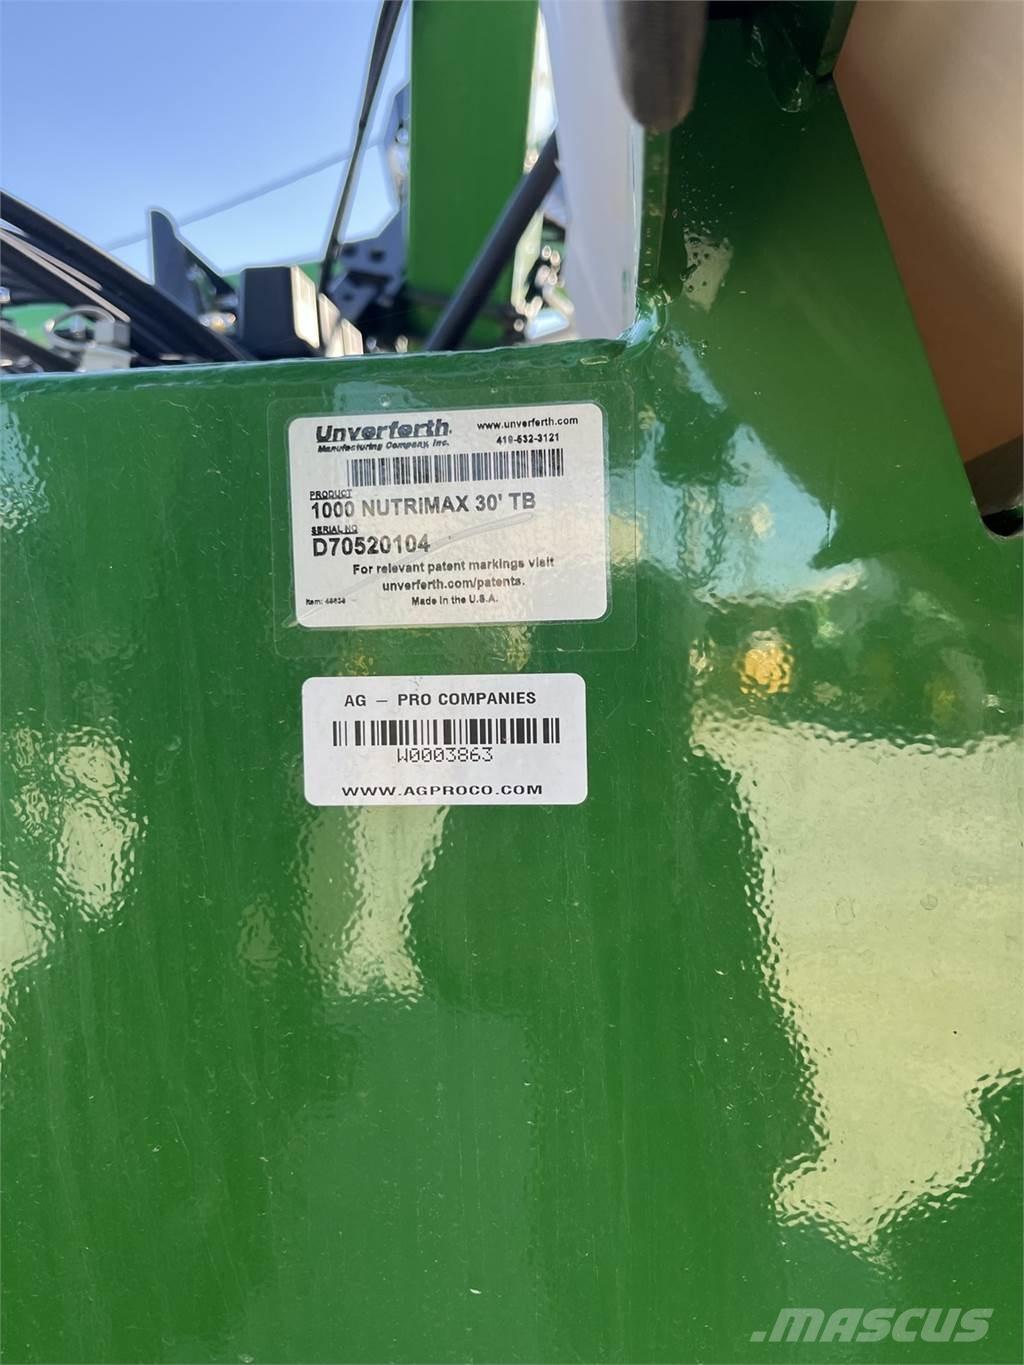 Unverferth.
Manufacturing Company, Inc.
www.unverferth.com
419-532-3121
PRODUCT
1000 NUTRIMAX 30' TB
SERIAL NO
D70520104
For relevant patent markings visit
unverferth.com/patents.
Item:
Made in the U.S.A.
AG – PRO COMPANIES
W0003863
WWW.AGPROCO.COM
MASCUS